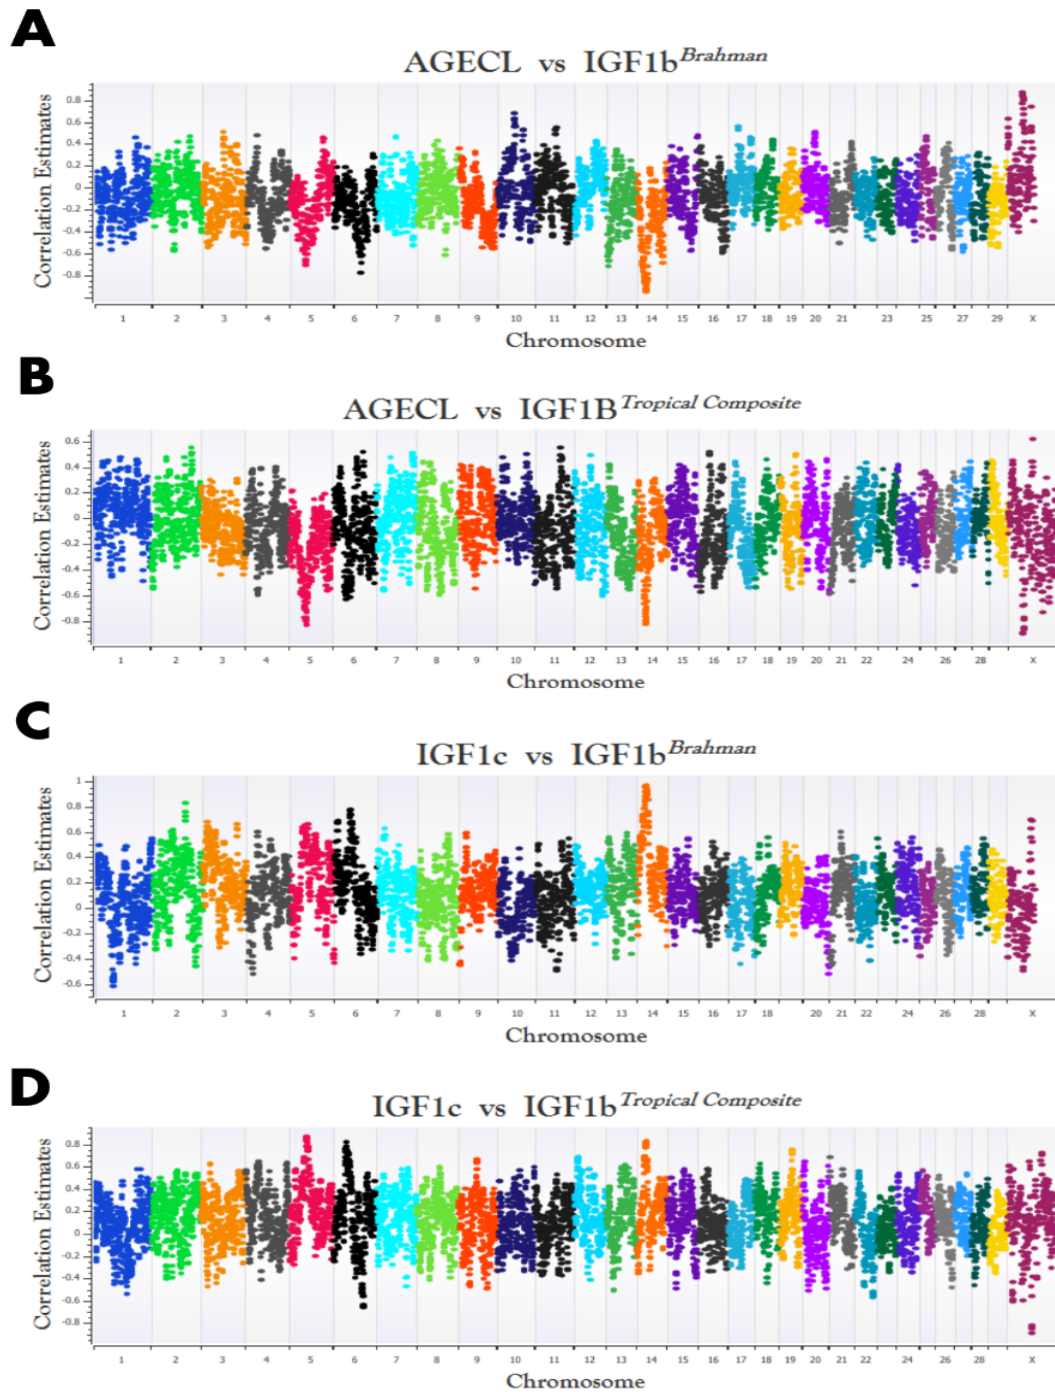 A
AGECL vs IGF1b Brahman
Correlation Estimates
0.8
0.6
0.4
0.2
0
-0.2
-0.4
-0.6
-0.8
1 2 3 4 5 6 7 8 9 10 11 12 13 14 15 16 17 18 19 20 21 23 25 27 29 X
Chromosome
B
AGECL vs IGF1B Tropical Composite
Correlation Estimates
0.6
0.4
0.2
0
-0.2
-0.4
-0.6
-0.8
1 2 3 4 5 6 7 8 9 10 11 12 13 14 15 16 17 18 19 20 21 22 24 26 28 X
Chromosome
C
IGF1c vs IGF1b Brahman
Correlation Estimates
1
0.8
0.6
0.4
0.2
0
-0.2
-0.4
-0.6
1 2 3 4 5 6 7 8 9 10 11 12 13 14 15 16 17 18 19 20 21 22 24 26 28 X
Chromosome
D
IGF1c vs IGF1b Tropical Composite
Correlation Estimates
0.8
0.6
0.4
0.2
0
-0.2
-0.4
-0.6
-0.8
1 2 3 4 5 6 7 8 9 10 11 12 13 14 15 16 17 18 19 20 21 22 24 26 28 X
Chromosome